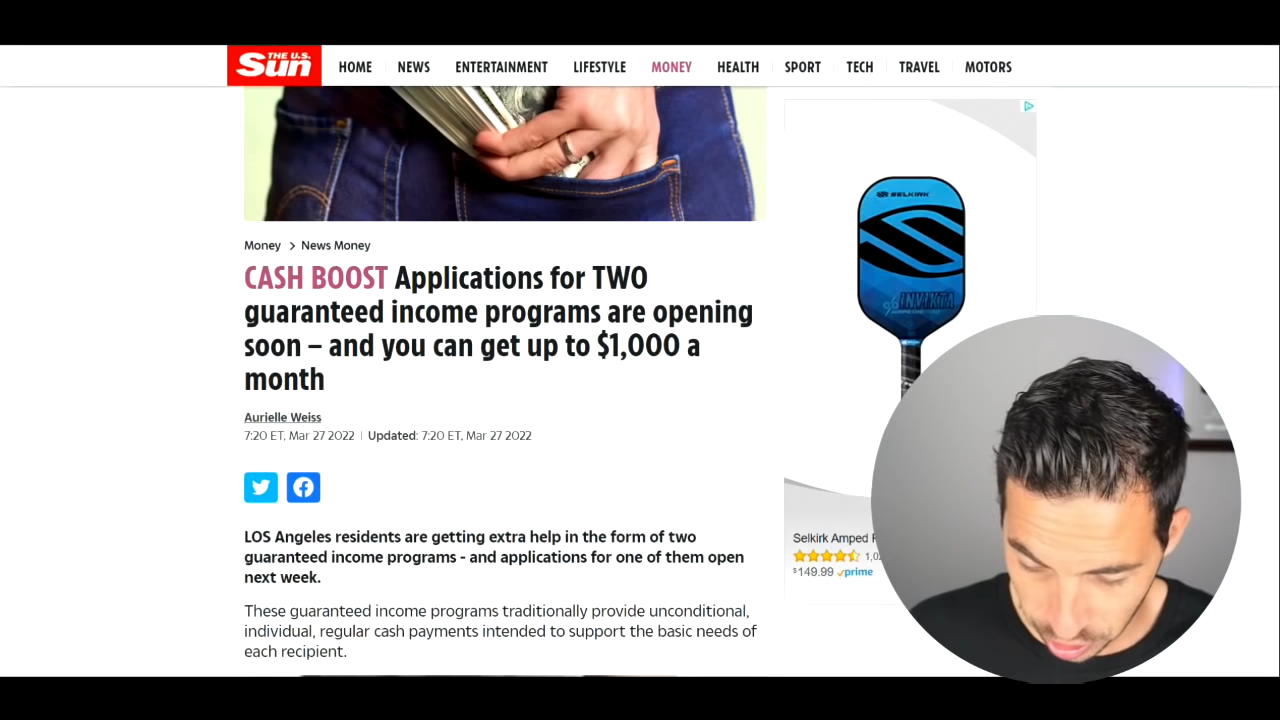 THE U.S.
Sun
HOME
NEWS
ENTERTAINMENT
LIFESTYLE
MONEY
HEALTH
SPORT
TECH
TRAVEL
MOTORS
Money > News Money
CASH BOOST Applications for TWO
guaranteed income programs are opening
soon – and you can get up to $1,000 a
month
Aurielle Weiss
7:20 ET, Mar 27 2022 | Updated: 7:20 ET, Mar 27 2022
LOS Angeles residents are getting extra help in the form of two
guaranteed income programs - and applications for one of them open
next week.
These guaranteed income programs traditionally provide unconditional,
individual, regular cash payments intended to support the basic needs of
each recipient.
SELKIRK
INVIKTA
Selkirk Amped
$149.99 prime